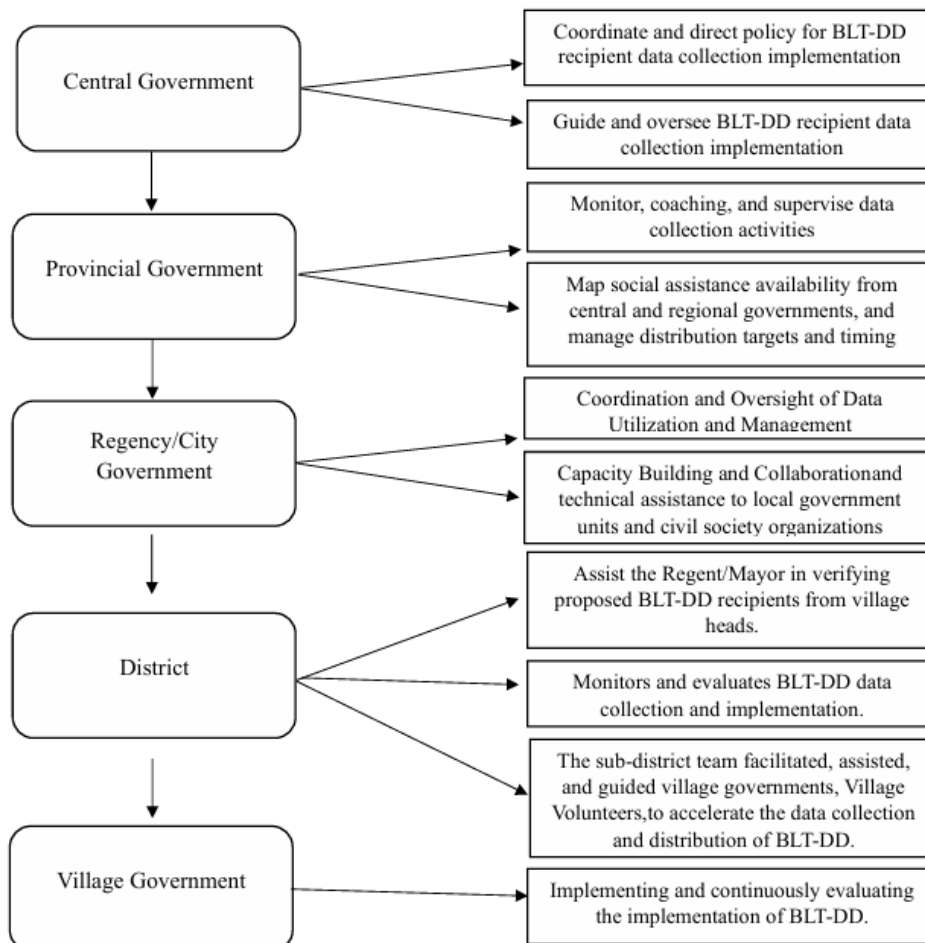 Central Government
Coordinate and direct policy for BLT-DD
recipient data collection implementation
Guide and oversee BLT-DD recipient data
collection implementation
Provincial Government
Monitor, coaching, and supervise data
collection activities
Map social assistance availability from
central and regional governments, and
manage distribution targets and timing
Regency/City
Government
Coordination and Oversight of Data
Utilization and Management
Capacity Building and Collaborationand
technical assistance to local government
units and civil society organizations
District
Assist the Regent/Mayor in verifying
proposed BLT-DD recipients from village
heads.
Monitors and evaluates BLT-DD data
collection and implementation.
The sub-district team facilitated, assisted,
and guided village governments, Village
Volunteers,to accelerate the data collection
and distribution of BLT-DD.
Village Government
Implementing and continuously evaluating
the implementation of BLT-DD.